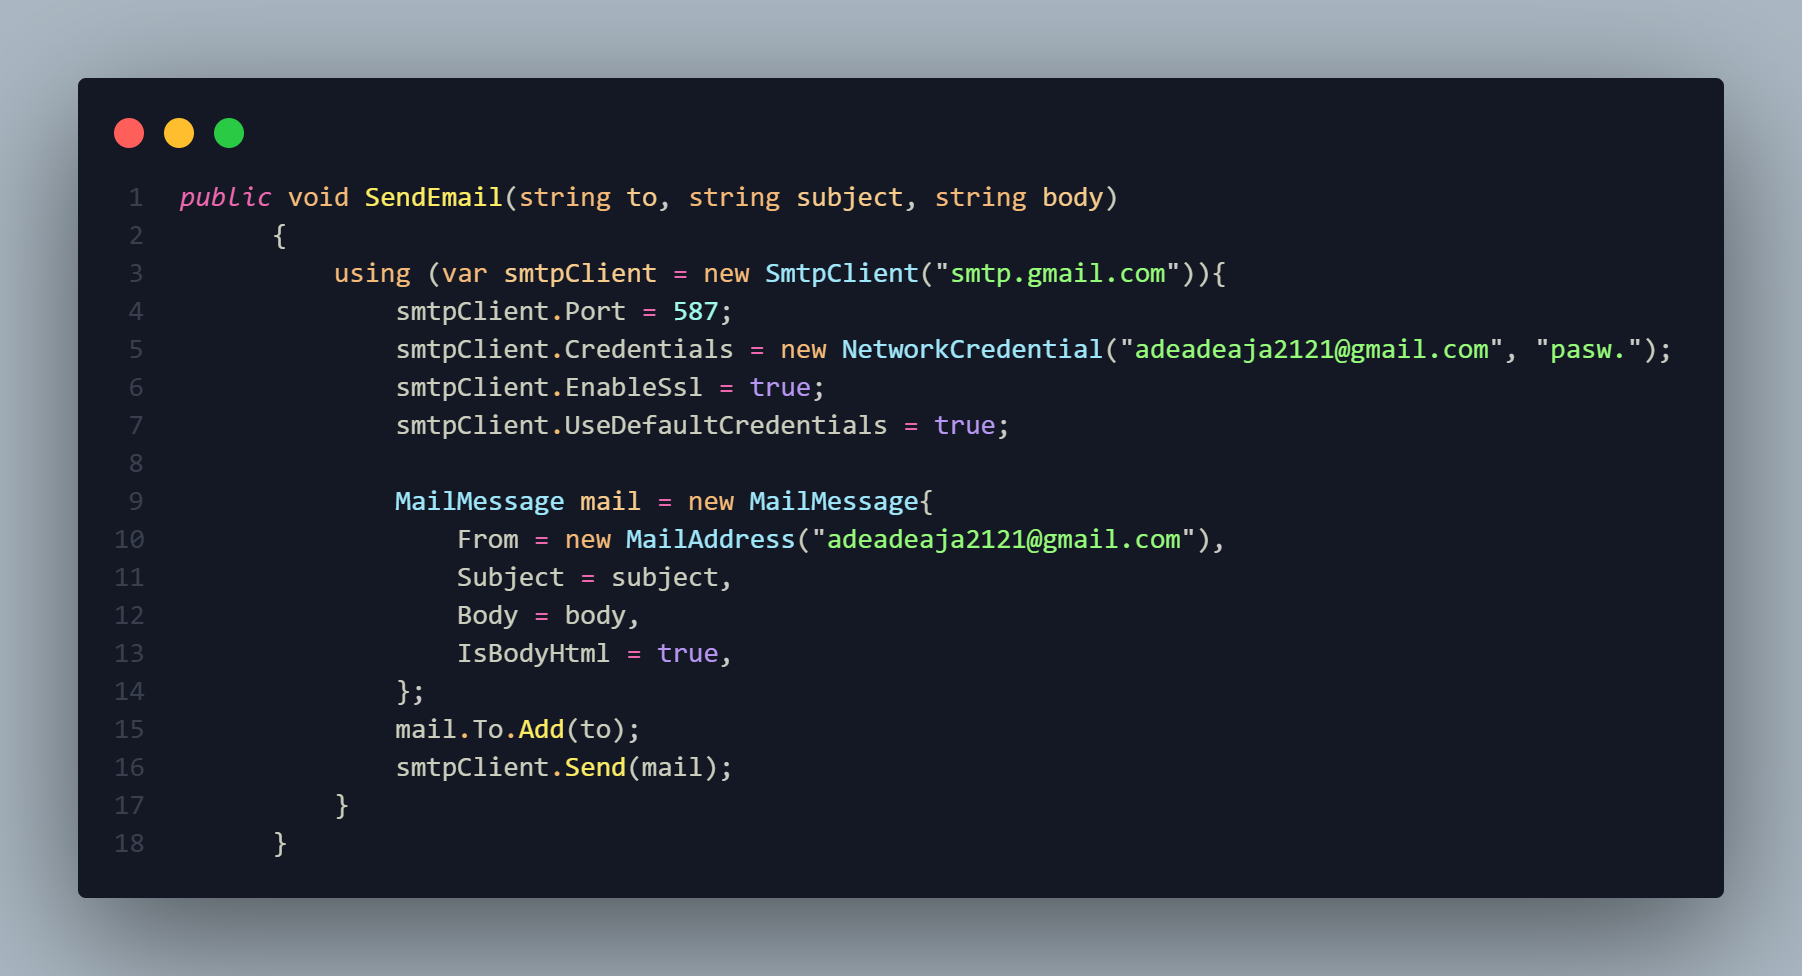 1 public void SendEmail(string to, string subject, string body)
2 {
3 using (var smtpClient = new SmtpClient("smtp.gmail.com")){
4 smtpClient.Port = 587;
5 smtpClient.Credentials = new NetworkCredential("adeadeaja2121@gmail.com", "pasw.");
6 smtpClient.EnableSsl = true;
7 smtpClient.UseDefaultCredentials = true;
8
9 MailMessage mail = new MailMessage{
10 From = new MailAddress("adeadeaja2121@gmail.com"),
11 Subject = subject,
12 Body = body,
13 IsBodyHtml = true,
14 };
15 mail.To.Add(to);
16 smtpClient.Send(mail);
17 }
18 }